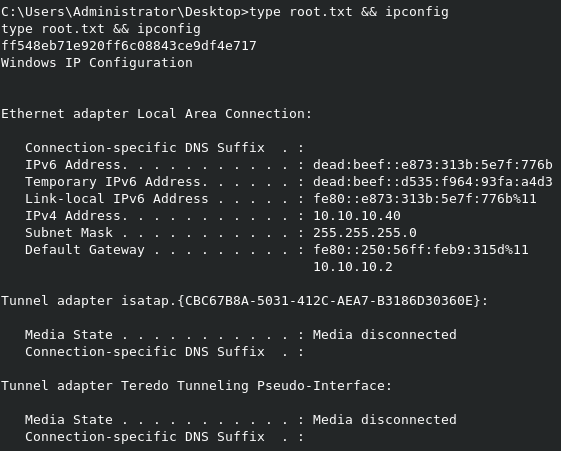 C:\Users\Administrator\Desktop>type root.txt && ipconfig
type root.txt && ipconfig
ff548eb71e920ff6c08843ce9df4e717
Windows IP Configuration
Ethernet adapter Local Area Connection:
Connection-specific DNS Suffix  . :
IPv6 Address. . . . . . . . . . . : dead:beef::e873:313b:5e7f:776b
Temporary IPv6 Address. . . . . . : dead:beef::d535:f964:93fa:a4d3
Link-local IPv6 Address . . . . . : fe80::e873:313b:5e7f:776b%11
IPv4 Address. . . . . . . . . . . : 10.10.10.40
Subnet Mask . . . . . . . . . . . : 255.255.255.0
Default Gateway . . . . . . . . . : fe80::250:56ff:feb9:315d%11
10.10.10.2
Tunnel adapter isatap.{CBC67B8A-5031-412C-AEA7-B3186D30360E}:
Media State . . . . . . . . . . . : Media disconnected
Connection-specific DNS Suffix  . :
Tunnel adapter Teredo Tunneling Pseudo-Interface:
Media State . . . . . . . . . . . : Media disconnected
Connection-specific DNS Suffix  . :